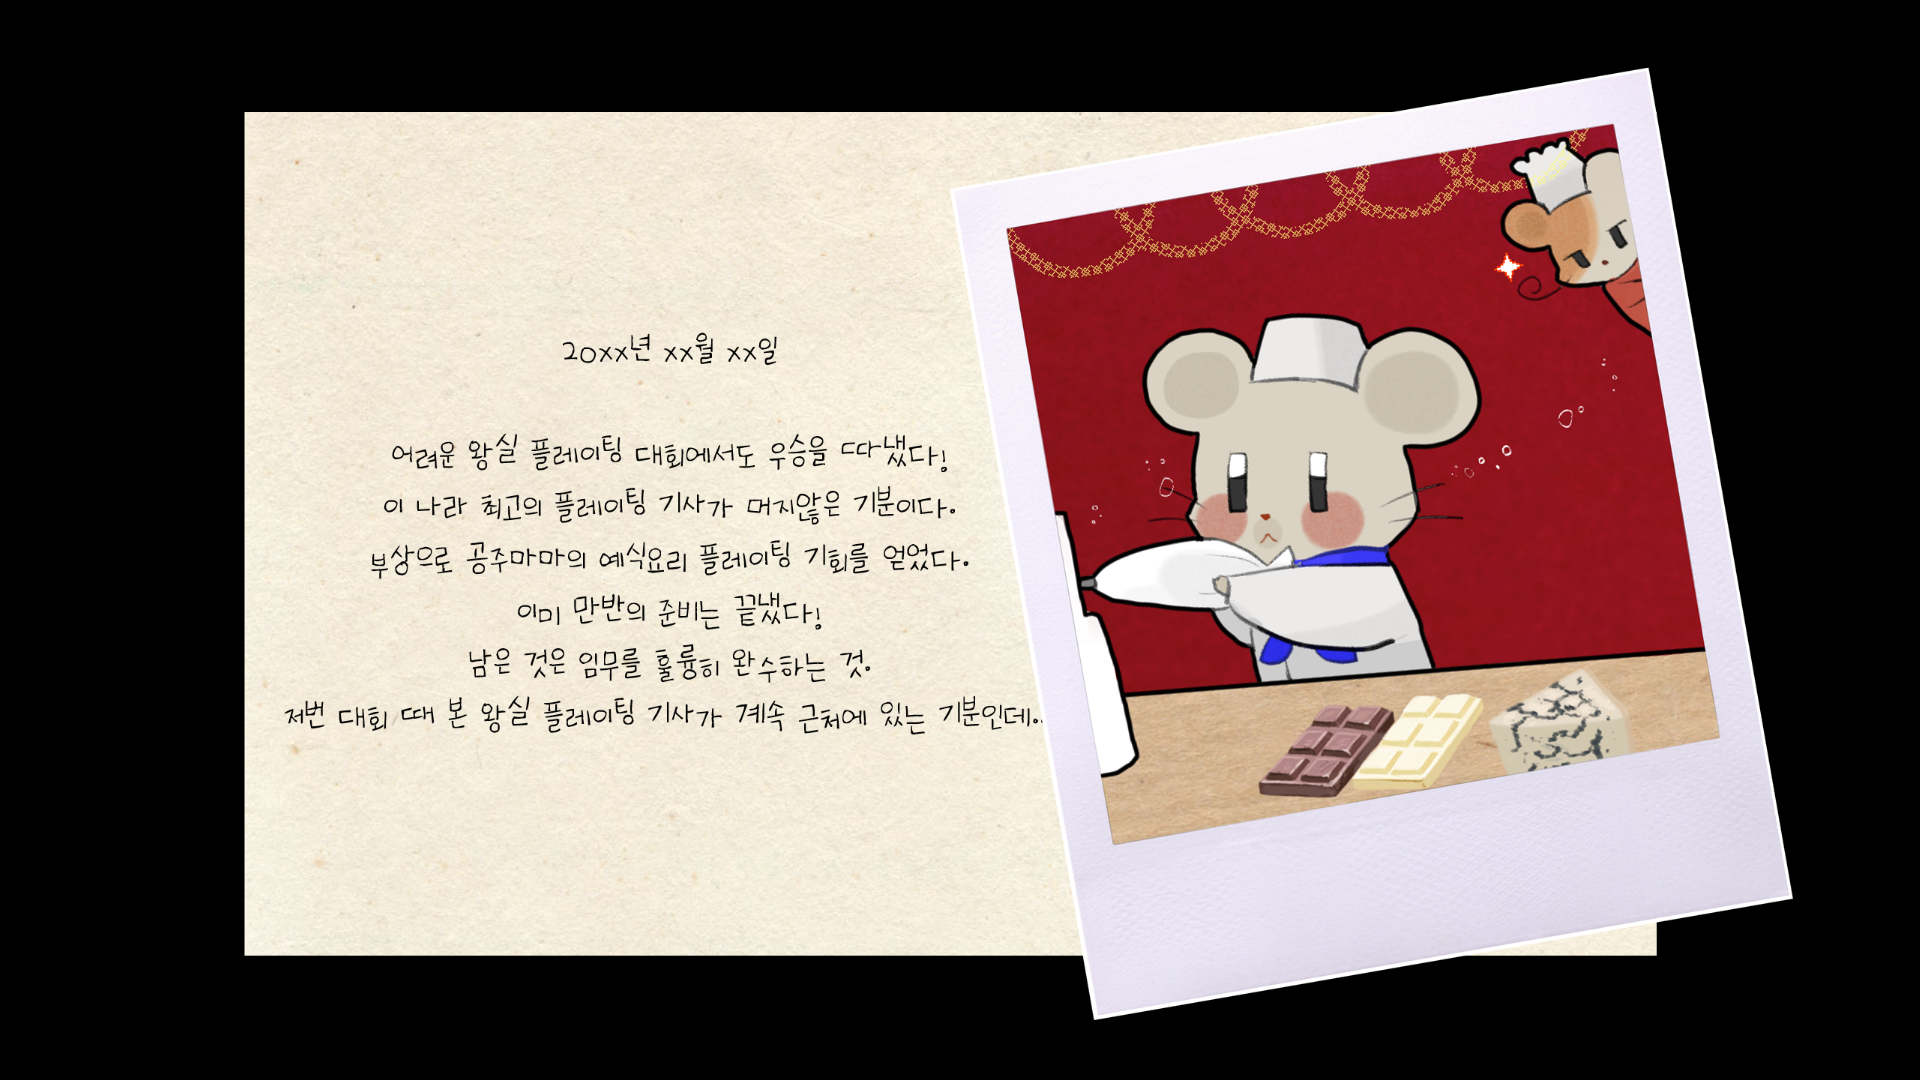 20xx년 xx월 xx일
어려운 왕실 플레이팅 대회에서도 우승을 따냈다!
이 나라 최고의 플레이팅 기사가 머지않은 기분이다.
부상으로 공주마마의 예식요리 플레이팅 기회를 얻었다.
이미 만반의 준비는 끝냈다!
남은 것은 임무를 훌륭히 완수하는 것.
저번 대회 때 본 왕실 플레이팅 기사가 계속 근처에 있는 기분인데..